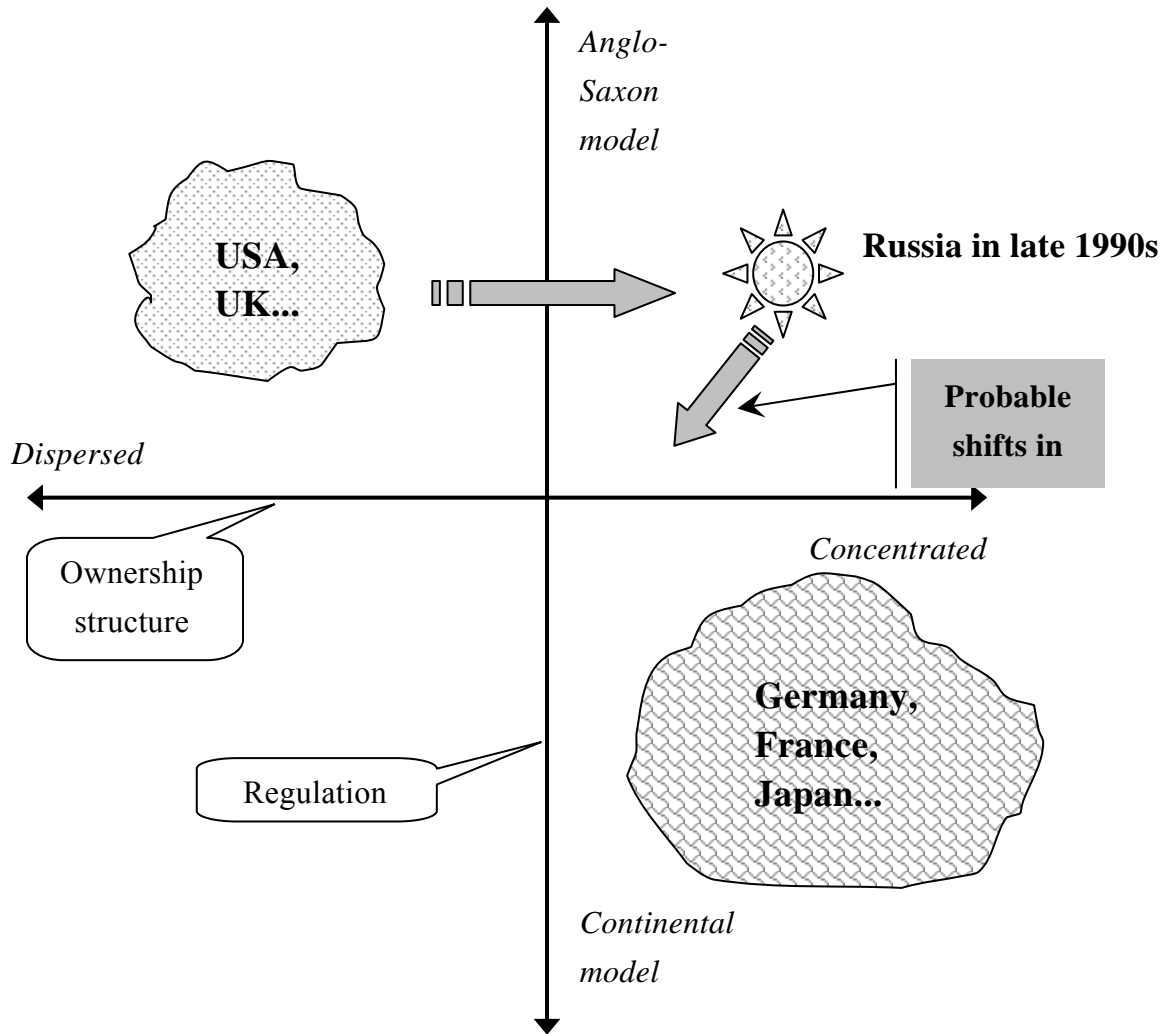 Anglo-
Saxon
model
USA,
UK...
Russia in late 1990s
Probable
shifts in
Dispersed
Concentrated
Ownership
structure
Germany,
France,
Japan...
Regulation
Continental
model